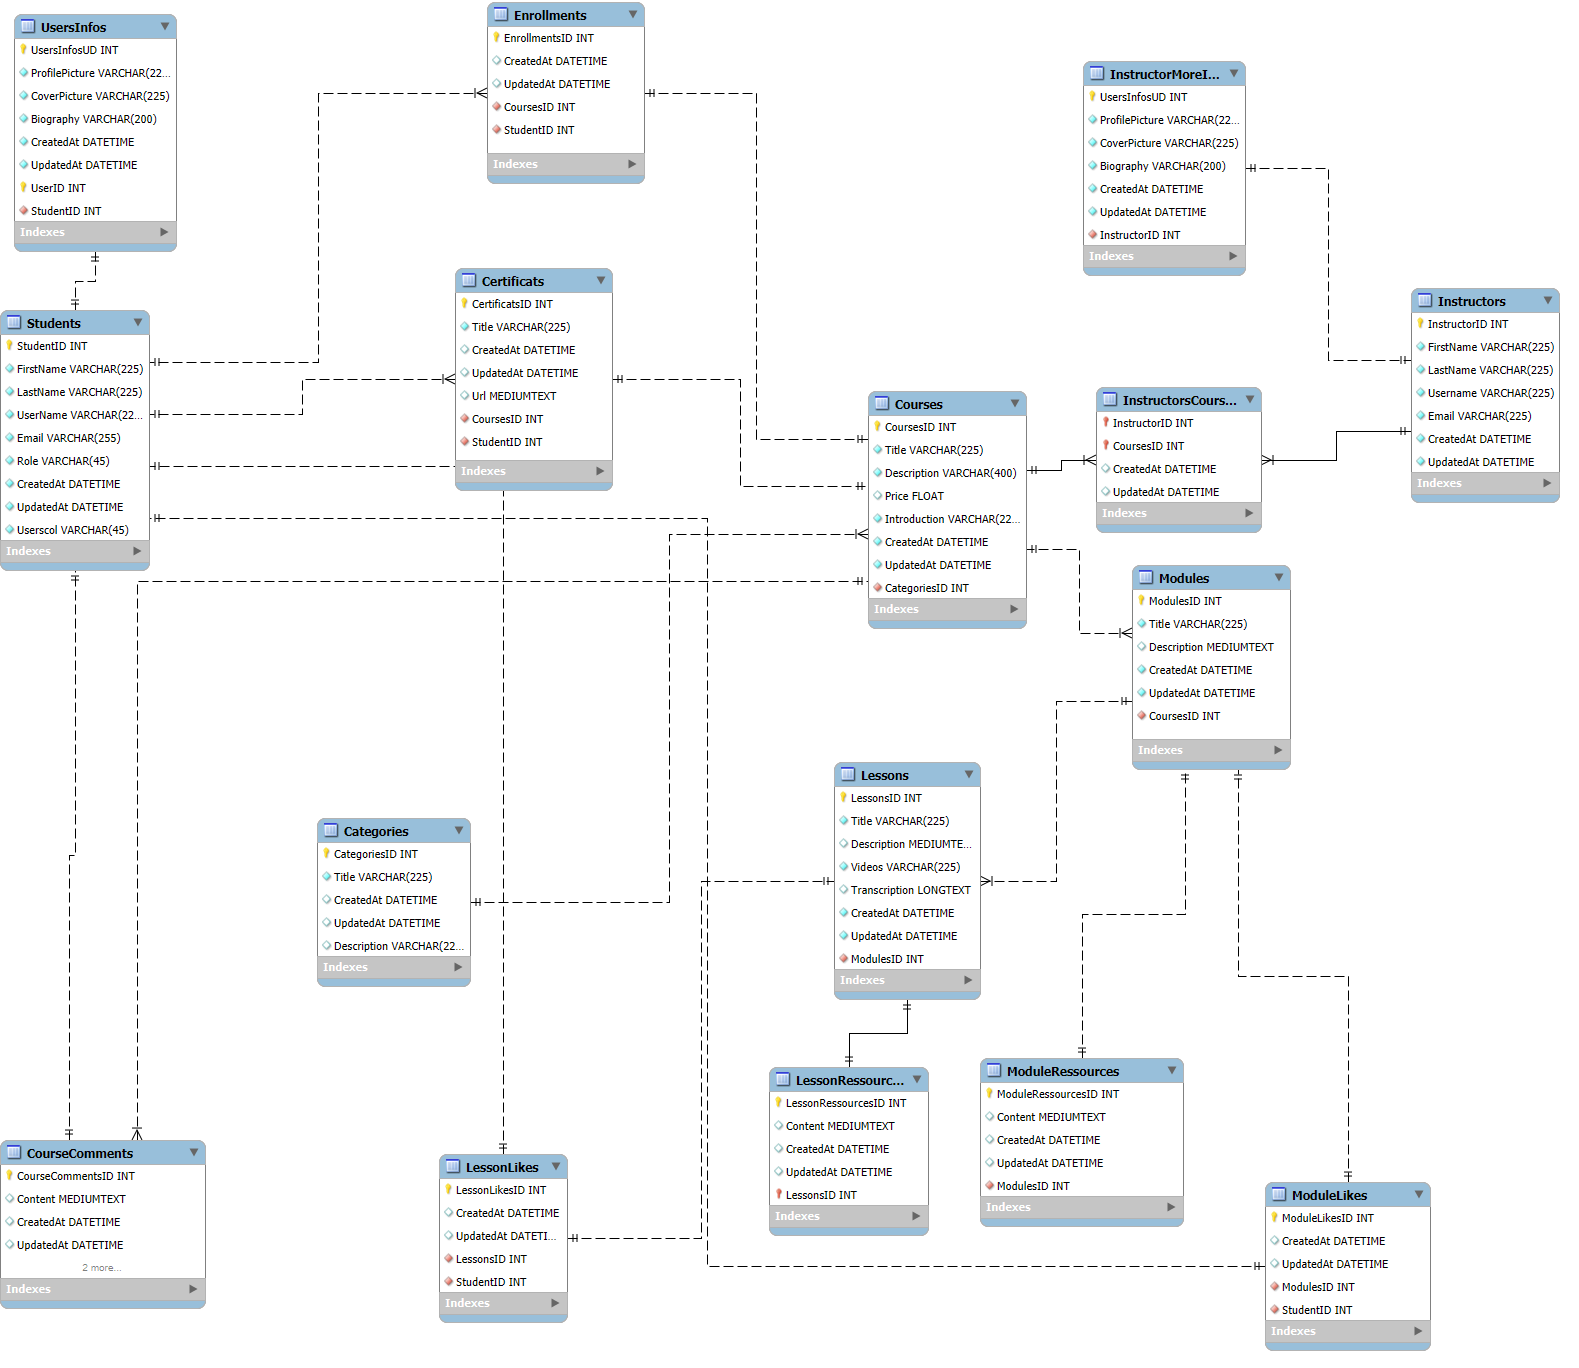 UsersInfos
UsersInfosUD INT
ProfilePicture VARCHAR(22...
CoverPicture VARCHAR(225)
Biography VARCHAR(200)
CreatedAt DATETIME
UpdatedAt DATETIME
UserID INT
StudentID INT
Indexes
Enrollments
EnrollmentsID INT
CreatedAt DATETIME
UpdatedAt DATETIME
CoursesID INT
StudentID INT
Indexes
InstructorMoreI...
UsersInfosUD INT
ProfilePicture VARCHAR(22...
CoverPicture VARCHAR(225)
Biography VARCHAR(200)
CreatedAt DATETIME
UpdatedAt DATETIME
InstructorID INT
Indexes
Students
StudentID INT
FirstName VARCHAR(225)
LastName VARCHAR(225)
UserName VARCHAR(22...
Email VARCHAR(255)
Role VARCHAR(45)
CreatedAt DATETIME
UpdatedAt DATETIME
Userscol VARCHAR(45)
Indexes
Certificats
CertificatsID INT
Title VARCHAR(225)
CreatedAt DATETIME
UpdatedAt DATETIME
Url MEDIUMTEXT
CoursesID INT
StudentID INT
Indexes
Courses
CoursesID INT
Title VARCHAR(225)
Description VARCHAR(400)
Price FLOAT
Introduction VARCHAR(22...
CreatedAt DATETIME
UpdatedAt DATETIME
CategoriesID INT
Indexes
InstructorsCours...
InstructorID INT
CoursesID INT
CreatedAt DATETIME
UpdatedAt DATETIME
Indexes
Instructors
InstructorID INT
FirstName VARCHAR(225)
LastName VARCHAR(225)
Username VARCHAR(225)
Email VARCHAR(225)
CreatedAt DATETIME
UpdatedAt DATETIME
Indexes
Modules
ModulesID INT
Title VARCHAR(225)
Description MEDIUMTEXT
CreatedAt DATETIME
UpdatedAt DATETIME
CoursesID INT
Indexes
Categories
CategoriesID INT
Title VARCHAR(225)
CreatedAt DATETIME
UpdatedAt DATETIME
Description VARCHAR(22...
Indexes
Lessons
LessonsID INT
Title VARCHAR(225)
Description MEDIUMTE...
Videos VARCHAR(225)
Transcription LONGTEXT
CreatedAt DATETIME
UpdatedAt DATETIME
ModulesID INT
Indexes
CourseComments
CourseCommentsID INT
Content MEDIUMTEXT
CreatedAt DATETIME
UpdatedAt DATETIME
2 more...
Indexes
LessonLikes
LessonLikesID INT
CreatedAt DATETIME
UpdatedAt DATETI...
LessonsID INT
StudentID INT
Indexes
LessonRessourc...
LessonRessourcesID INT
Content MEDIUMTEXT
CreatedAt DATETIME
UpdatedAt DATETIME
LessonsID INT
Indexes
ModuleRessources
ModuleRessourcesID INT
Content MEDIUMTEXT
CreatedAt DATETIME
UpdatedAt DATETIME
ModulesID INT
Indexes
ModuleLikes
ModuleLikesID INT
CreatedAt DATETIME
UpdatedAt DATETIME
ModulesID INT
StudentID INT
Indexes